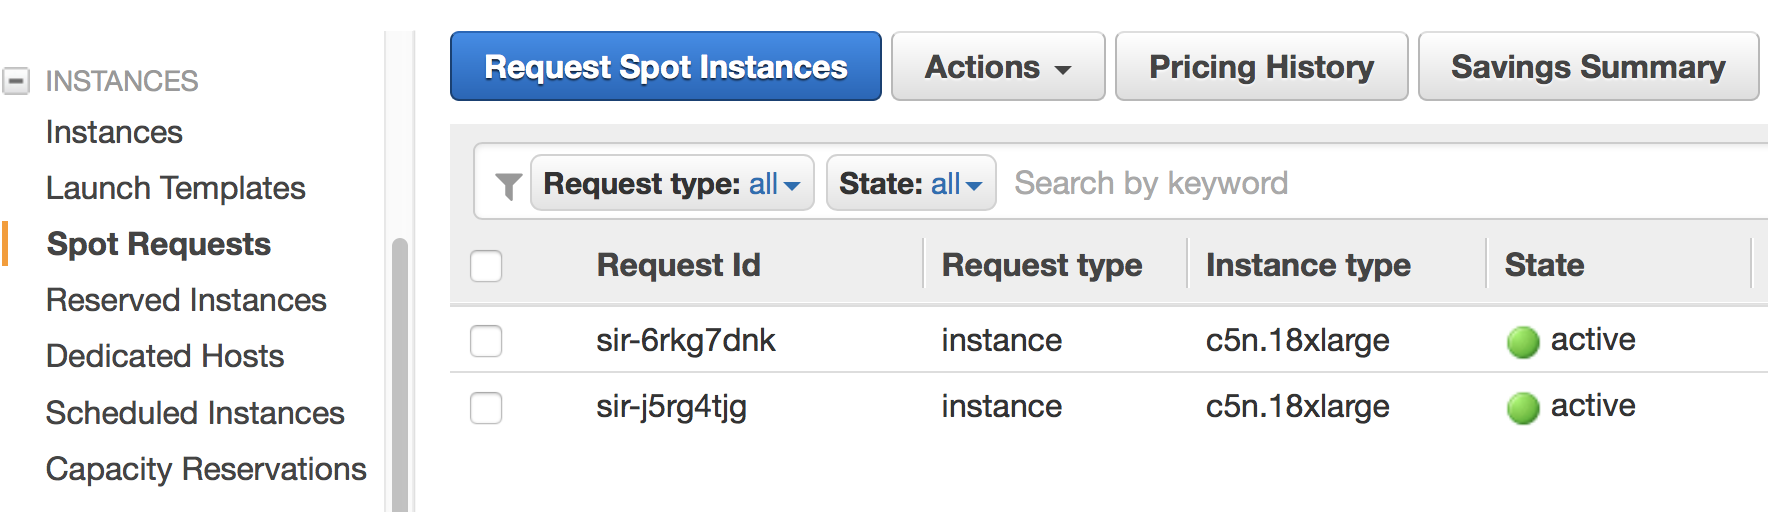 INSTANCES
Instances
Launch Templates
Spot Requests
Reserved Instances
Dedicated Hosts
Scheduled Instances
Capacity Reservations
Request Spot Instances Actions Pricing History Savings Summary
Request type: all State: all Search by keyword
Request Id Request type Instance type State
sir-6rkg7dnk instance c5n.18xlarge active
sir-j5rg4tjg instance c5n.18xlarge active